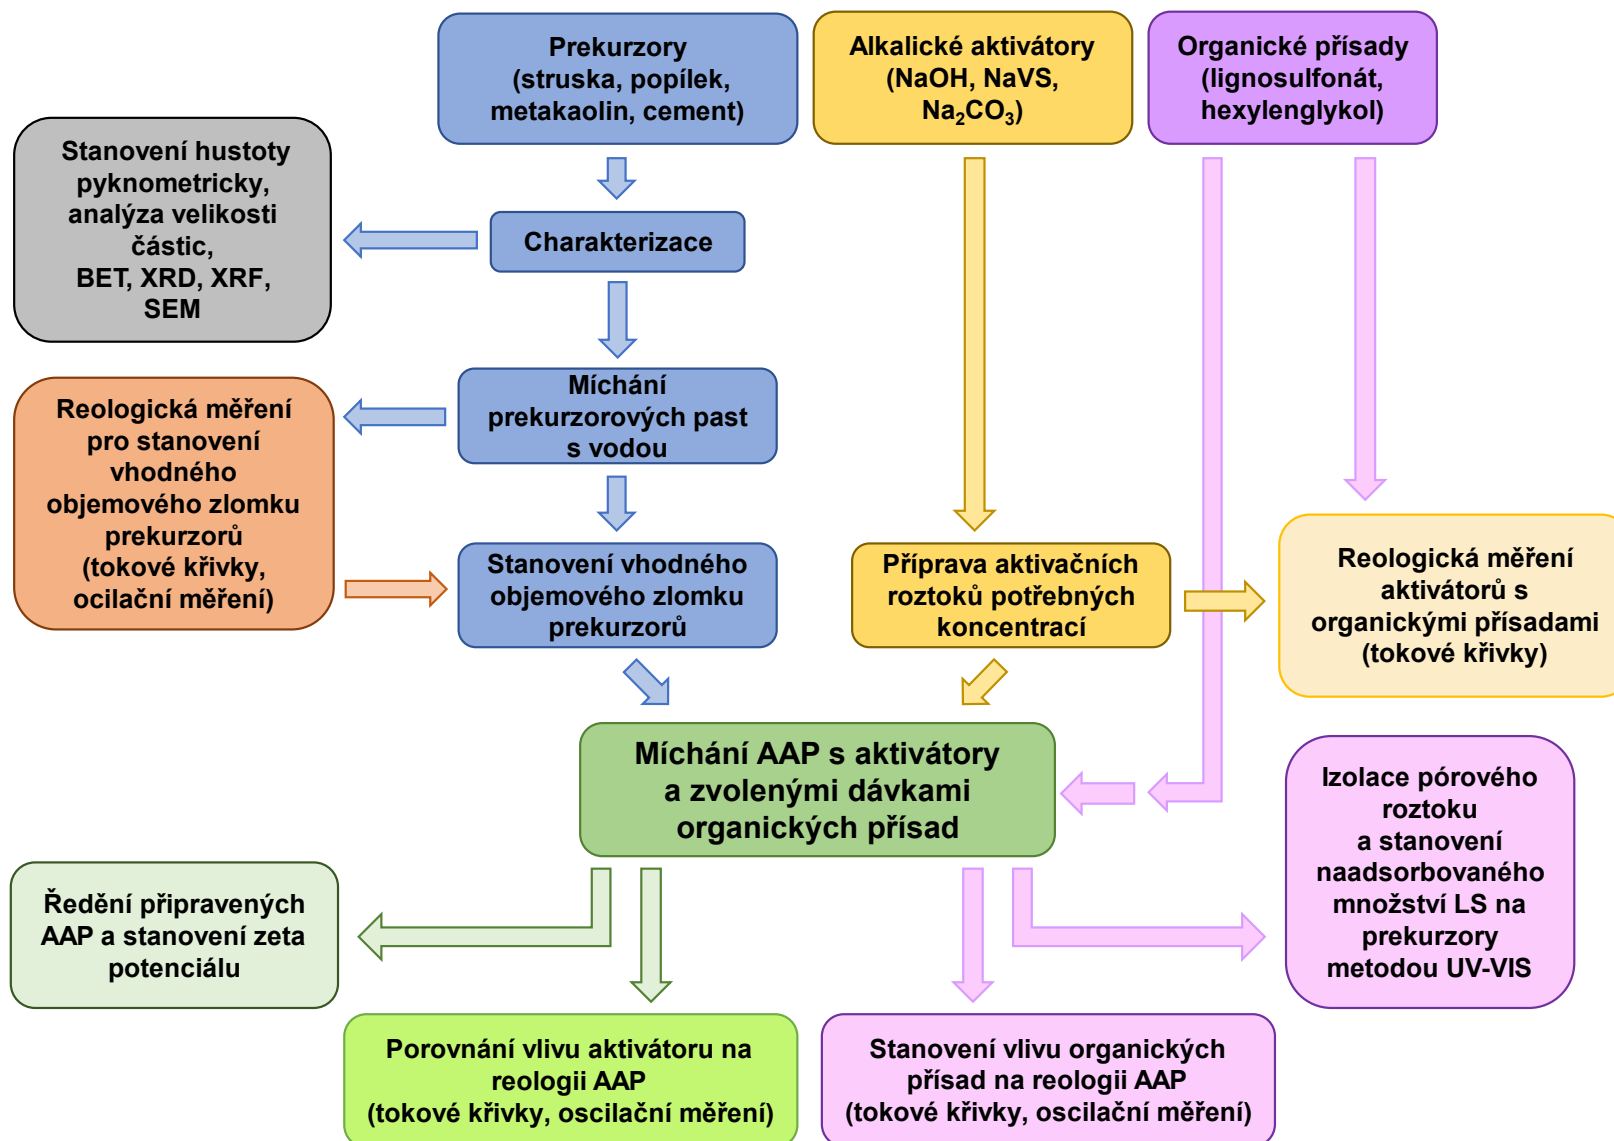 Prekurzory
(struska, popílek,
metakaolin, cement)
Alkalické aktivátory
(NaOH, NaVS,
Na₂CO₃)
Organické přísady
(lignosulfonát,
hexylenglykol)
Stanovení hustoty
pyknometricky,
analýza velikosti
částic,
BET, XRD, XRF,
SEM
Charakterizace
Reologická měření
pro stanovení
vhodného
objemového zlomku
prekurzorů
(tokové křivky,
ocilační měření)
Míchání
prekurzorových past
s vodou
Stanovení vhodného
objemového zlomku
prekurzorů
Příprava aktivačních
roztoků potřebných
koncentrací
Reologická měření
aktivátorů s
organickými přísadami
(tokové křivky)
Míchání AAP s aktivátory
a zvolenými dávkami
organických přísad
Izolace pórového
roztoku
a stanovení
naadsorbovaného
množství LS na
prekurzory
metodou UV-VIS
Ředění připravených
AAP a stanovení zeta
potenciálu
Porovnání vlivu aktivátoru na
reologii AAP
(tokové křivky, oscilační měření)
Stanovení vlivu organických
přísad na reologii AAP
(tokové křivky, oscilační měření)